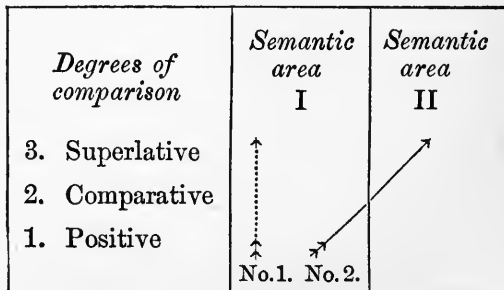 Degrees of
comparison
Semantic
area
I
Semantic
area
II
3. Superlative
2. Comparative
1. Positive
No.1. No.2.